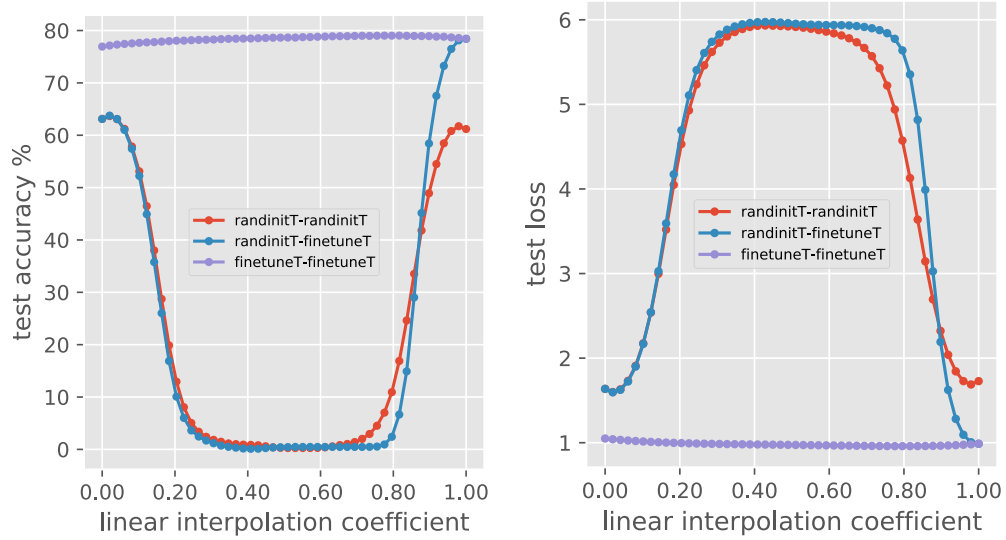 80
70
60
50
40
30
20
10
0
test accuracy %
randinitT-randinitT
randinitT-finetuneT
finetuneT-finetuneT
0.00 0.20 0.40 0.60 0.80 1.00
linear interpolation coefficient
6
5
4
3
2
1
test loss
randinitT-randinitT
randinitT-finetuneT
finetuneT-finetuneT
0.00 0.20 0.40 0.60 0.80 1.00
linear interpolation coefficient